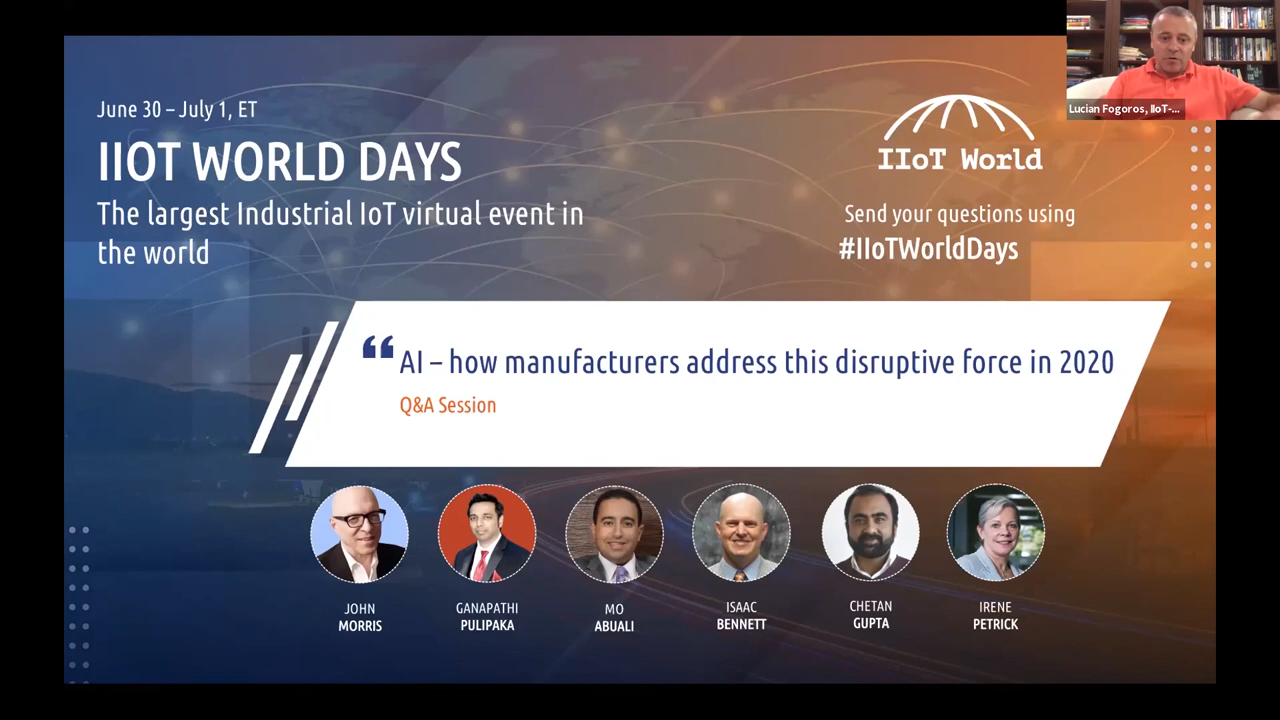 June 30 – July 1, ET
IIOT WORLD DAYS
The largest Industrial IoT virtual event in
the world
IIoT World
Send your questions using
#IIoTWorldDays
Lucian Fogoros, IIoT-...
“ AI – how manufacturers address this disruptive force in 2020
Q&A Session
JOHN
MORRIS
GANAPATHI
PULIPAKA
MO
ABUALI
ISAAC
BENNETT
CHETAN
GUPTA
IRENE
PETRICK